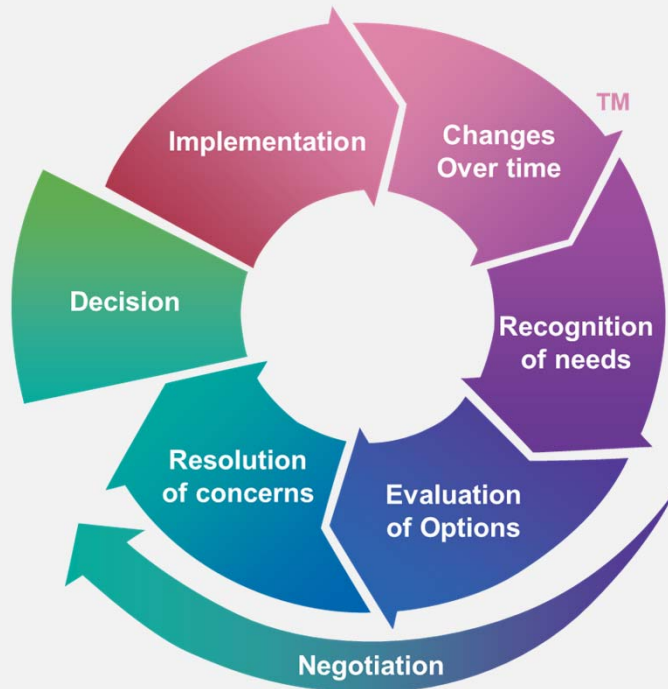 Implementation
Changes
Over time
TM
Recognition
of needs
Evaluation
of Options
Resolution
of concerns
Decision
Negotiation